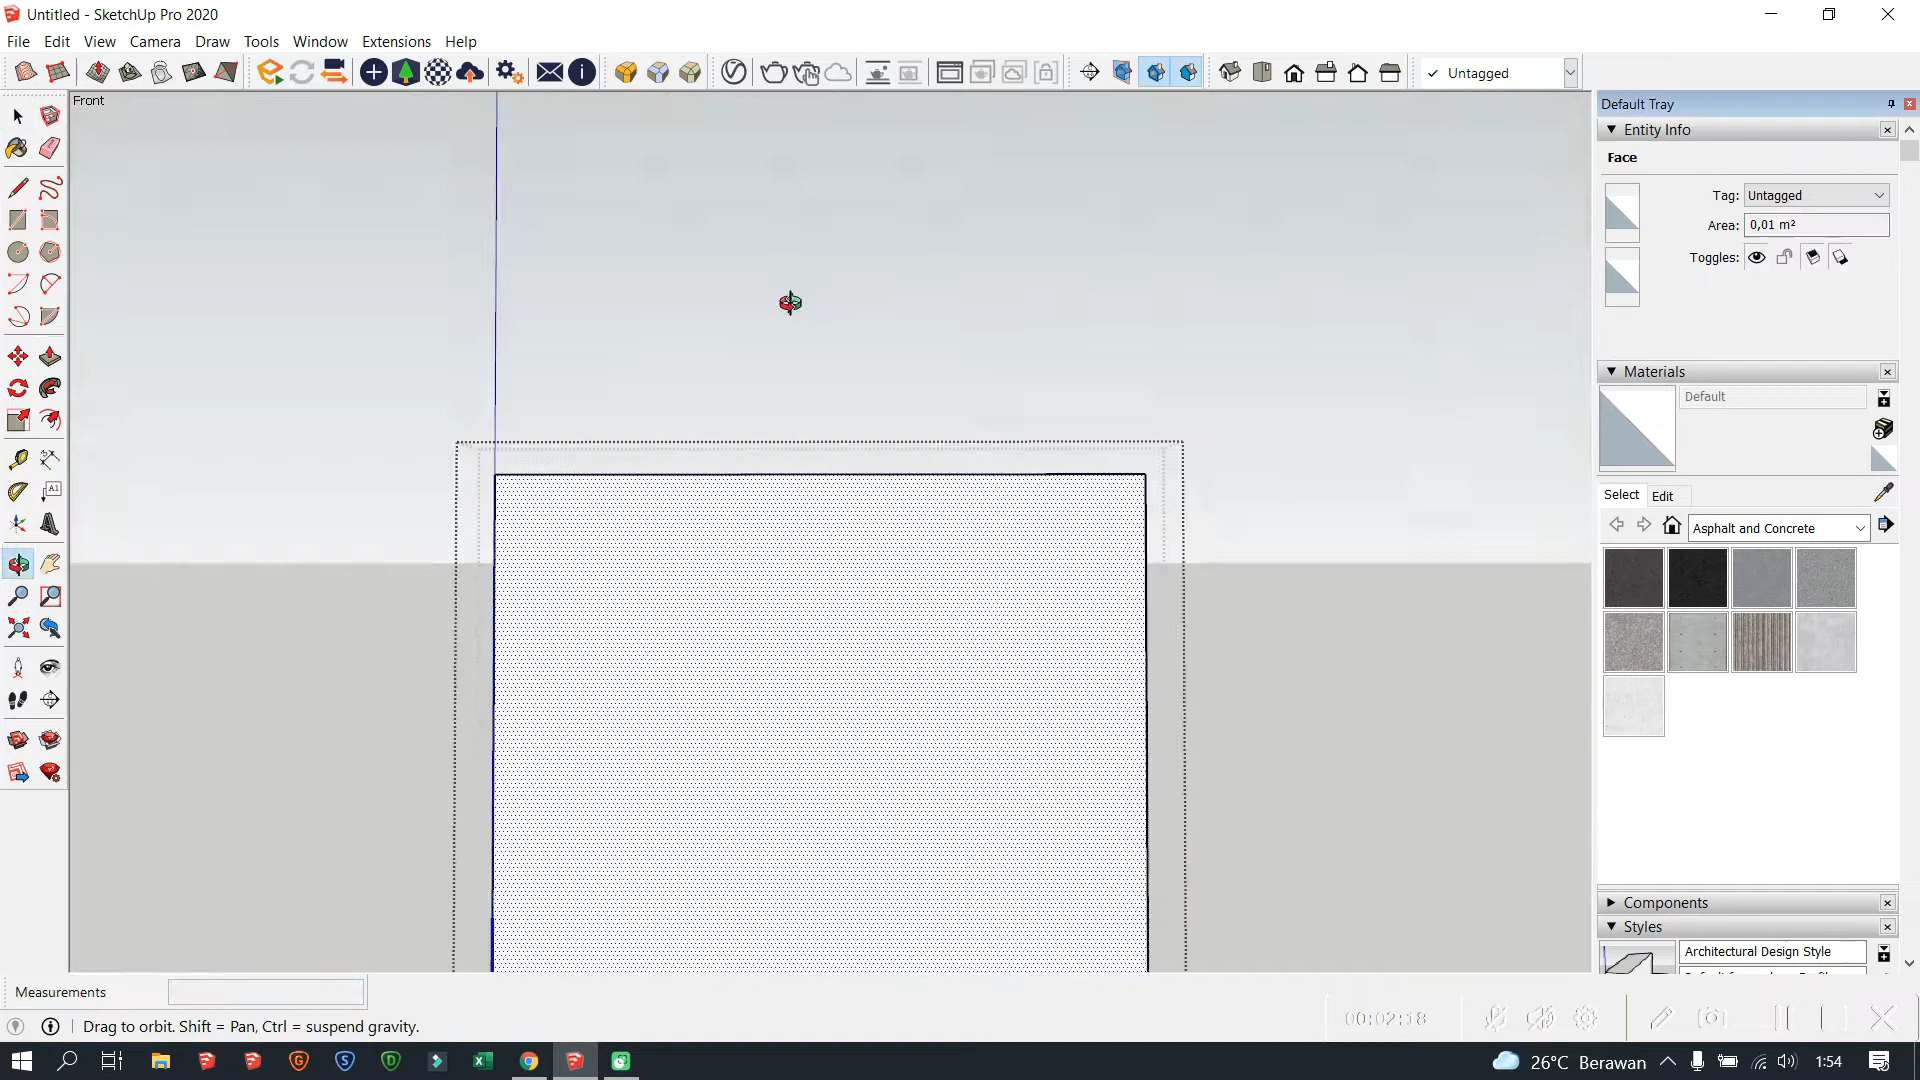 Untitled - SketchUp Pro 2020
File Edit View Camera Draw Tools Window Extensions Help
Untagged
Front
Default Tray
Entity Info
Face
Tag: Untagged
Area: 0,01 m²
Toggles:
Materials
Default
Select Edit
Asphalt and Concrete
Components
Styles
Architectural Design Style
Measurements
Drag to orbit. Shift = Pan, Ctrl = suspend gravity.
00:02:18
26°C Berawan
1:54